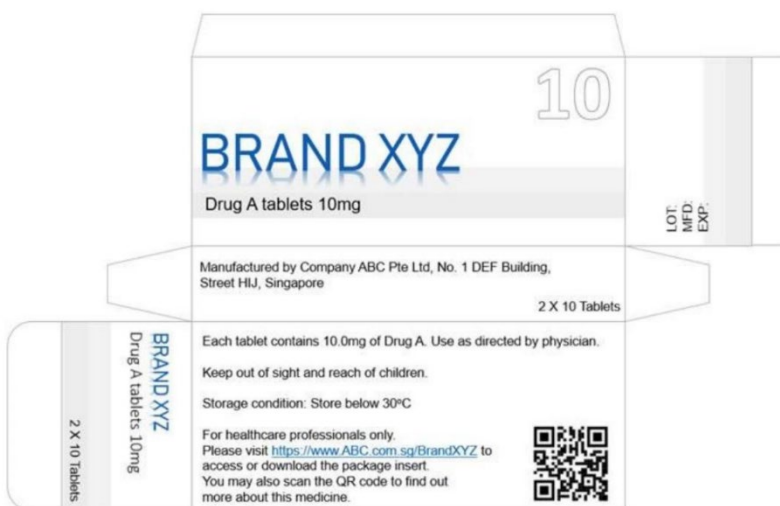 10
BRAND XYZ
Drug A tablets 10mg
LOT:
MFD:
EXP:
Manufactured by Company ABC Pte Ltd, No. 1 DEF Building,
Street HIJ, Singapore
2 X 10 Tablets
BRAND XYZ
Drug A tablets 10mg
2 X 10 Tablets
Each tablet contains 10.0mg of Drug A. Use as directed by physician.
Keep out of sight and reach of children.
Storage condition: Store below 30°C
For healthcare professionals only.
Please visit https://www.ABC.com.sg/BrandXYZ to
access or download the package insert.
You may also scan the QR code to find out
more about this medicine.